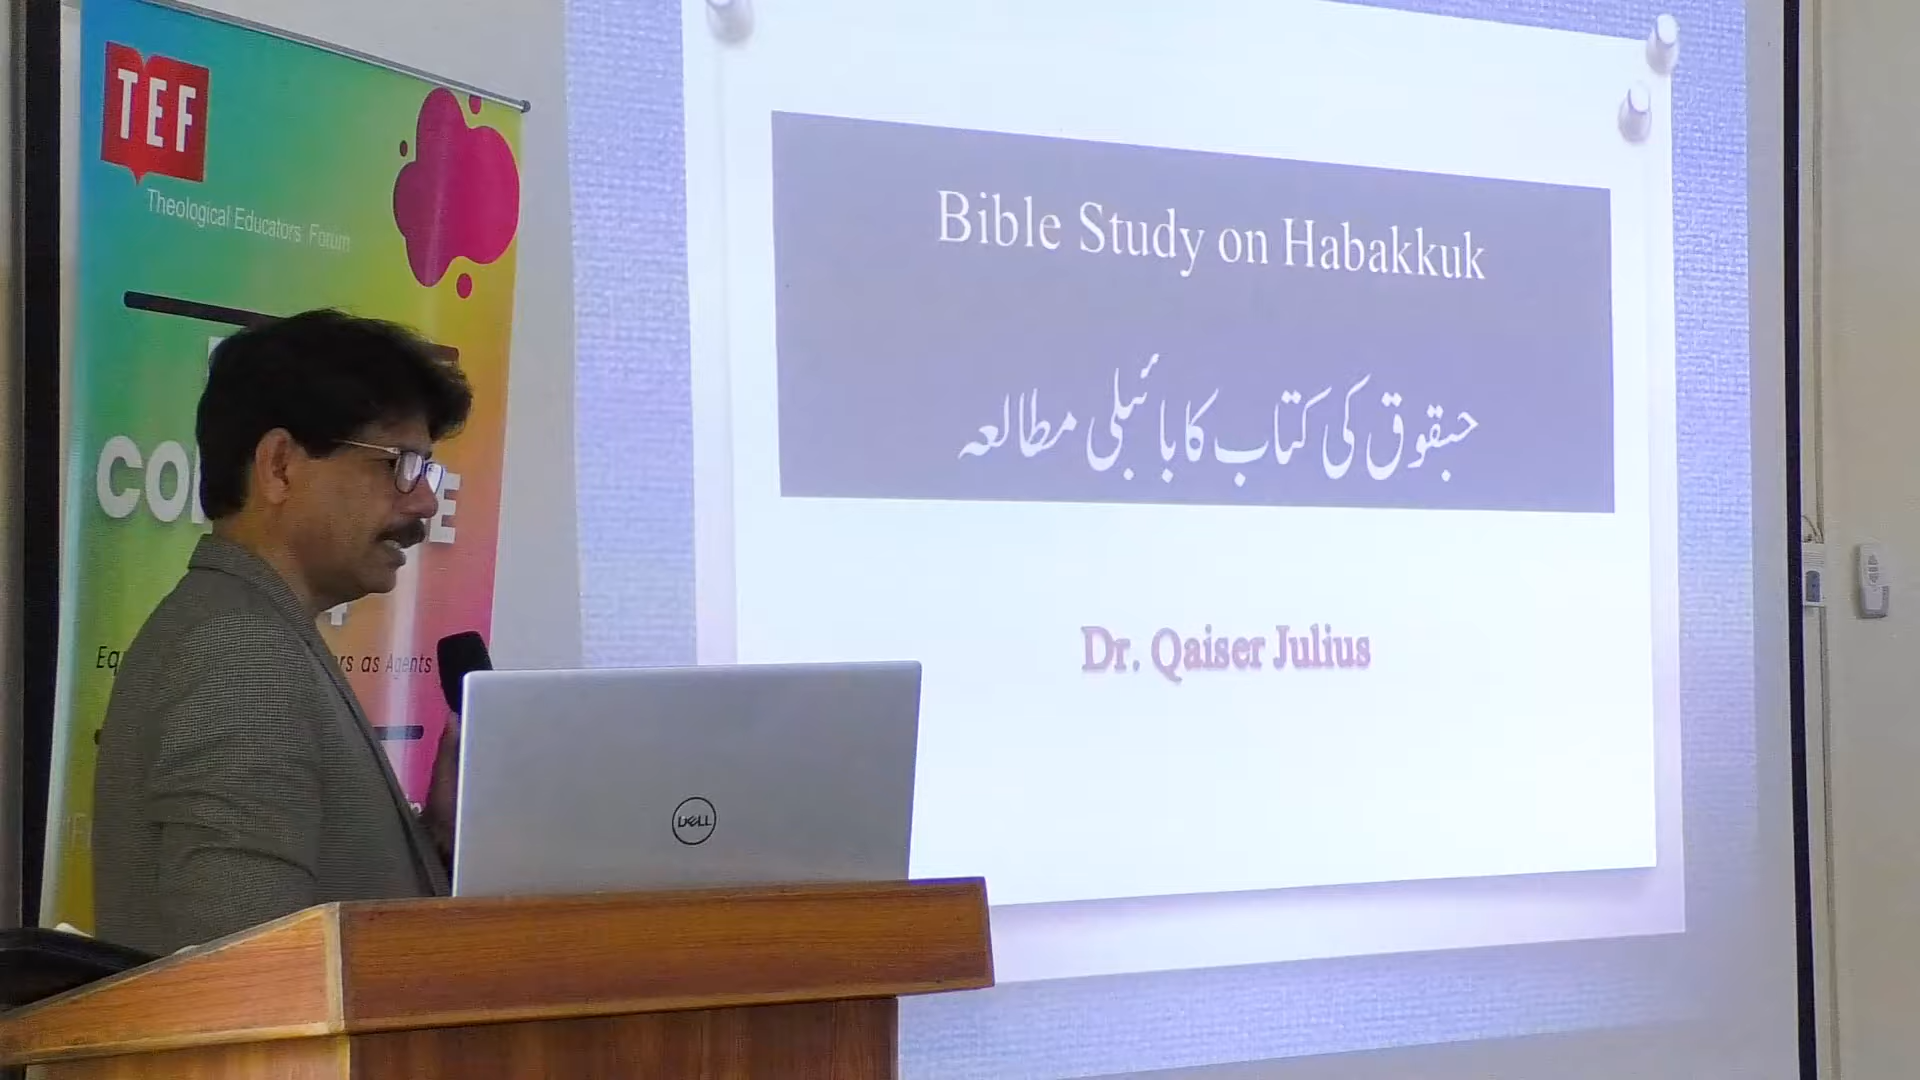 TEF
Theological Educators' Forum
CO E
rs as Agents
DELL
Bible Study on Habakkuk
حبقوق کی کتاب کا بائبلی مطالعہ
Dr. Qaiser Julius